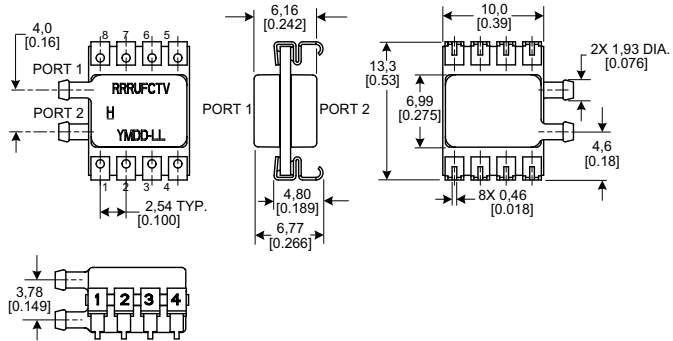 4,0
[0.16]
8 7 6 5
PORT 1
PORT 2
RRRUFCTV
H
YMDD-LL
1 2 3 4
2,54 TYP.
[0.100]
6,16
[0.242]
PORT 1
PORT 2
4,80
[0.189]
6,77
[0.266]
10,0
[0.39]
13,3
[0.53]
6,99
[0.275]
2X 1,93 DIA.
[0.076]
4,6
[0.18]
8X 0,46
[0.018]
3,78
[0.149]
1 2 3 4